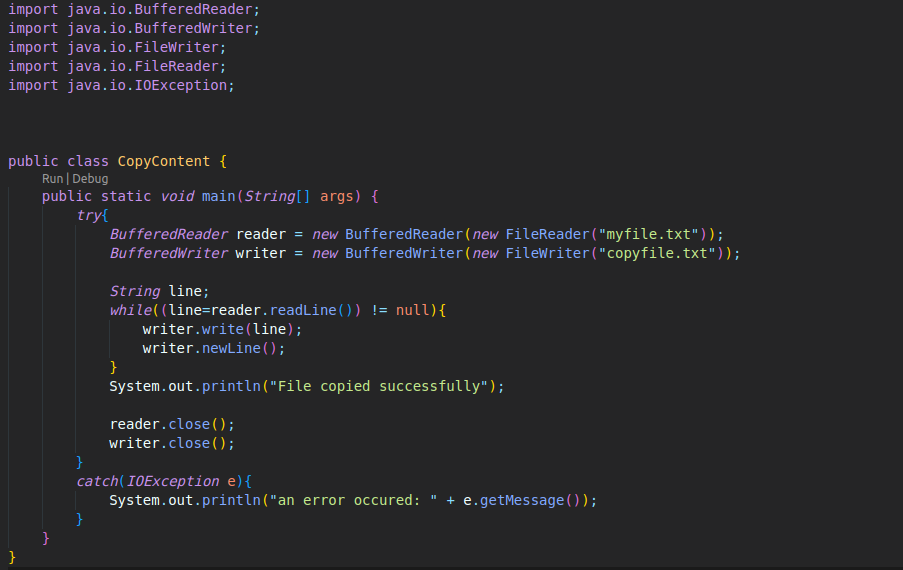 import java.io.BufferedReader;
import java.io.BufferedWriter;
import java.io.FileWriter;
import java.io.FileReader;
import java.io.IOException;
public class CopyContent {
Run | Debug
public static void main(String[] args) {
try{
BufferedReader reader = new BufferedReader(new FileReader("myfile.txt"));
BufferedWriter writer = new BufferedWriter(new FileWriter("copyfile.txt"));
String line;
while((line=reader.readLine()) != null){
writer.write(line);
writer.newLine();
}
System.out.println("File copied successfully");
reader.close();
writer.close();
}
catch(IOException e){
System.out.println("an error occured: " + e.getMessage());
}
}
}